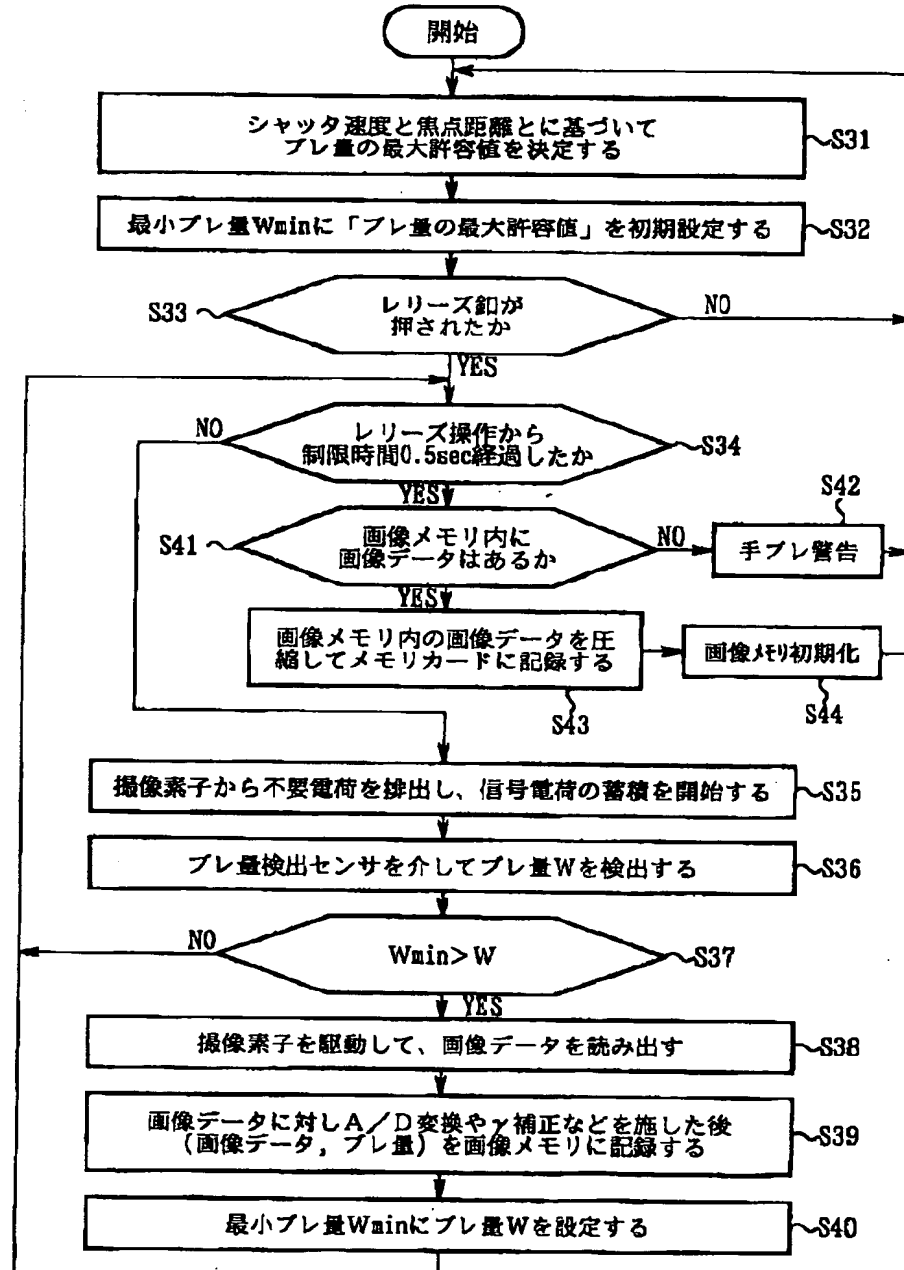 開始
シャッタ速度と焦点距離とに基づいて
ブレ量の最大許容値を決定する
S31
最小ブレ量Wminに「ブレ量の最大許容値」を初期設定する
S32
S33
レリーズ釦が
押されたか
NO
YES
NO
レリーズ操作から
制限時間0.5sec経過したか
S34
YES
S41
画像メモリ内に
画像データはあるか
NO
S42
手ブレ警告
YES
画像メモリ内の画像データを圧
縮してメモリカードに記録する
S43
画像メモリ初期化
S44
撮像素子から不要電荷を排出し、信号電荷の蓄積を開始する
S35
ブレ量検出センサを介してブレ量Wを検出する
S36
NO
Wmin>W
S37
YES
撮像素子を駆動して、画像データを読み出す
S38
画像データに対しA/D変換やγ補正などを施した後
(画像データ, ブレ量)を画像メモリに記録する
S39
最小ブレ量Wminにブレ量Wを設定する
S40